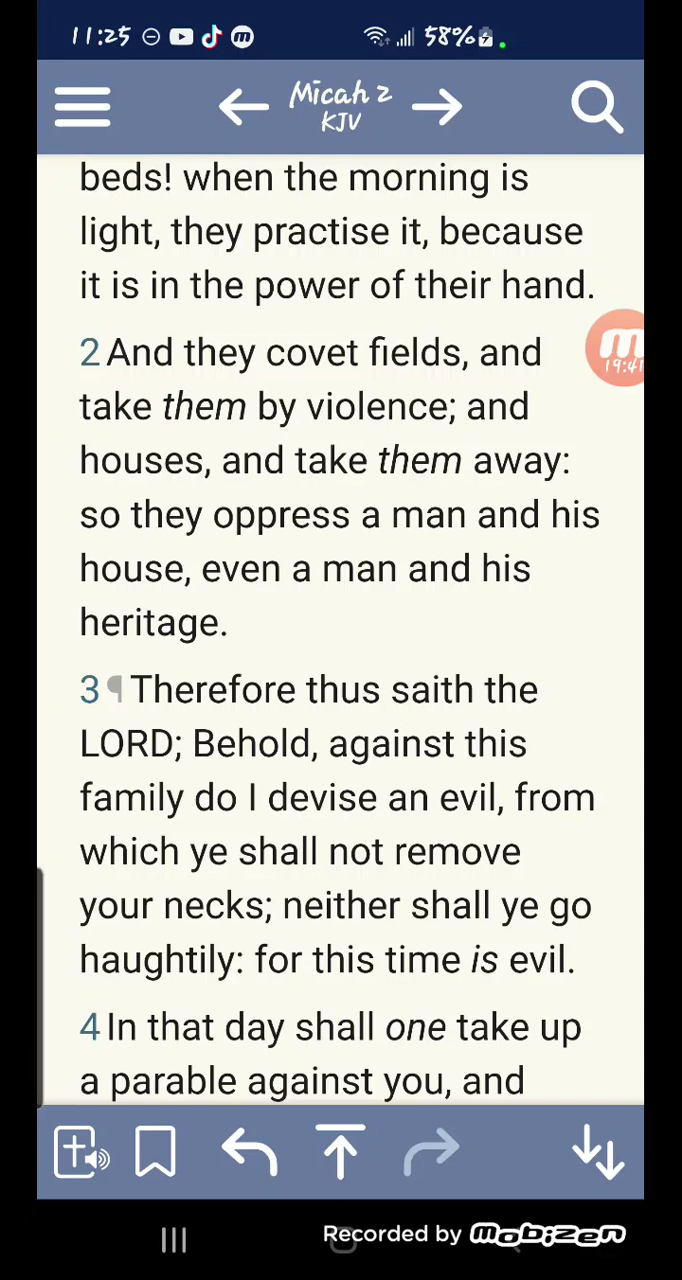 11:25 58%
Micah 2
KJV
beds! when the morning is
light, they practise it, because
it is in the power of their hand.
2 And they covet fields, and
take them by violence; and
houses, and take them away:
so they oppress a man and his
house, even a man and his
heritage.
19:41
3 ¶ Therefore thus saith the
LORD; Behold, against this
family do I devise an evil, from
which ye shall not remove
your necks; neither shall ye go
haughtily: for this time is evil.
4 In that day shall one take up
a parable against you, and
Recorded by mobizen